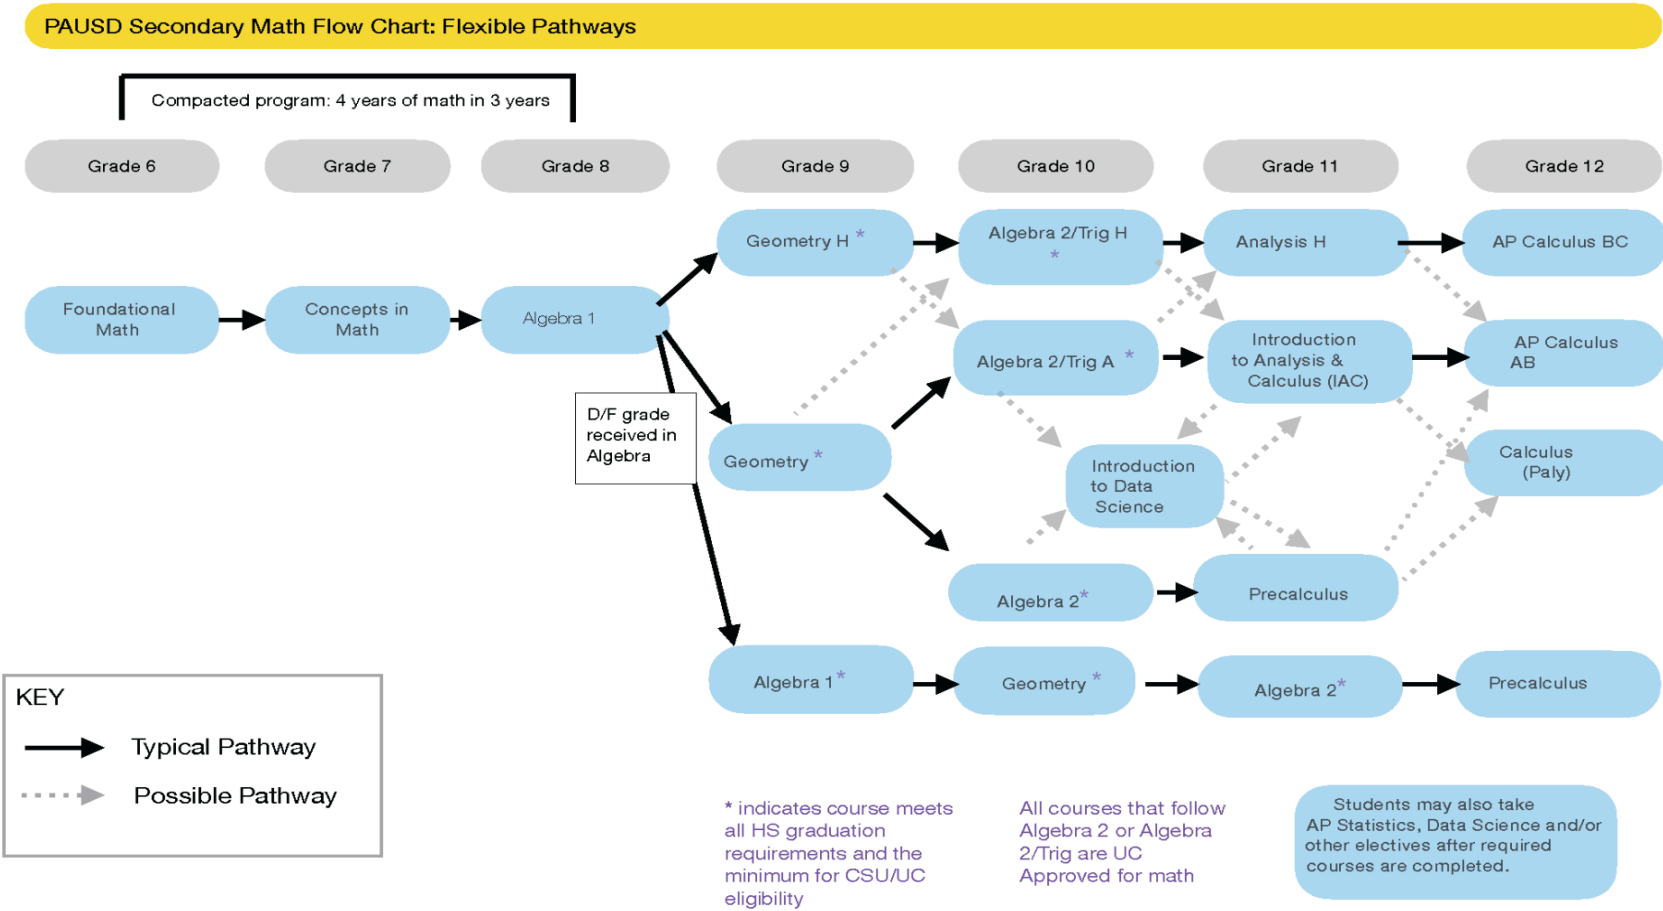 PAUSD Secondary Math Flow Chart: Flexible Pathways
Compacted program: 4 years of math in 3 years
Grade 6
Grade 7
Grade 8
Grade 9
Grade 10
Grade 11
Grade 12
Geometry H *
Algebra 2/Trig H
*
Analysis H
AP Calculus BC
Foundational
Math
Concepts in
Math
Algebra 1
Algebra 2/Trig A *
Introduction
to Analysis &
Calculus (IAC)
AP Calculus
AB
D/F grade
received in
Algebra
Geometry *
Introduction
to Data
Science
Calculus
(Paly)
Algebra 2*
Precalculus
Algebra 1*
Geometry *
Algebra 2*
Precalculus
KEY
Typical Pathway
Possible Pathway
* indicates course meets
all HS graduation
requirements and the
minimum for CSU/UC
eligibility
All courses that follow
Algebra 2 or Algebra
2/Trig are UC
Approved for math
Students may also take
AP Statistics, Data Science and/or
other electives after required
courses are completed.